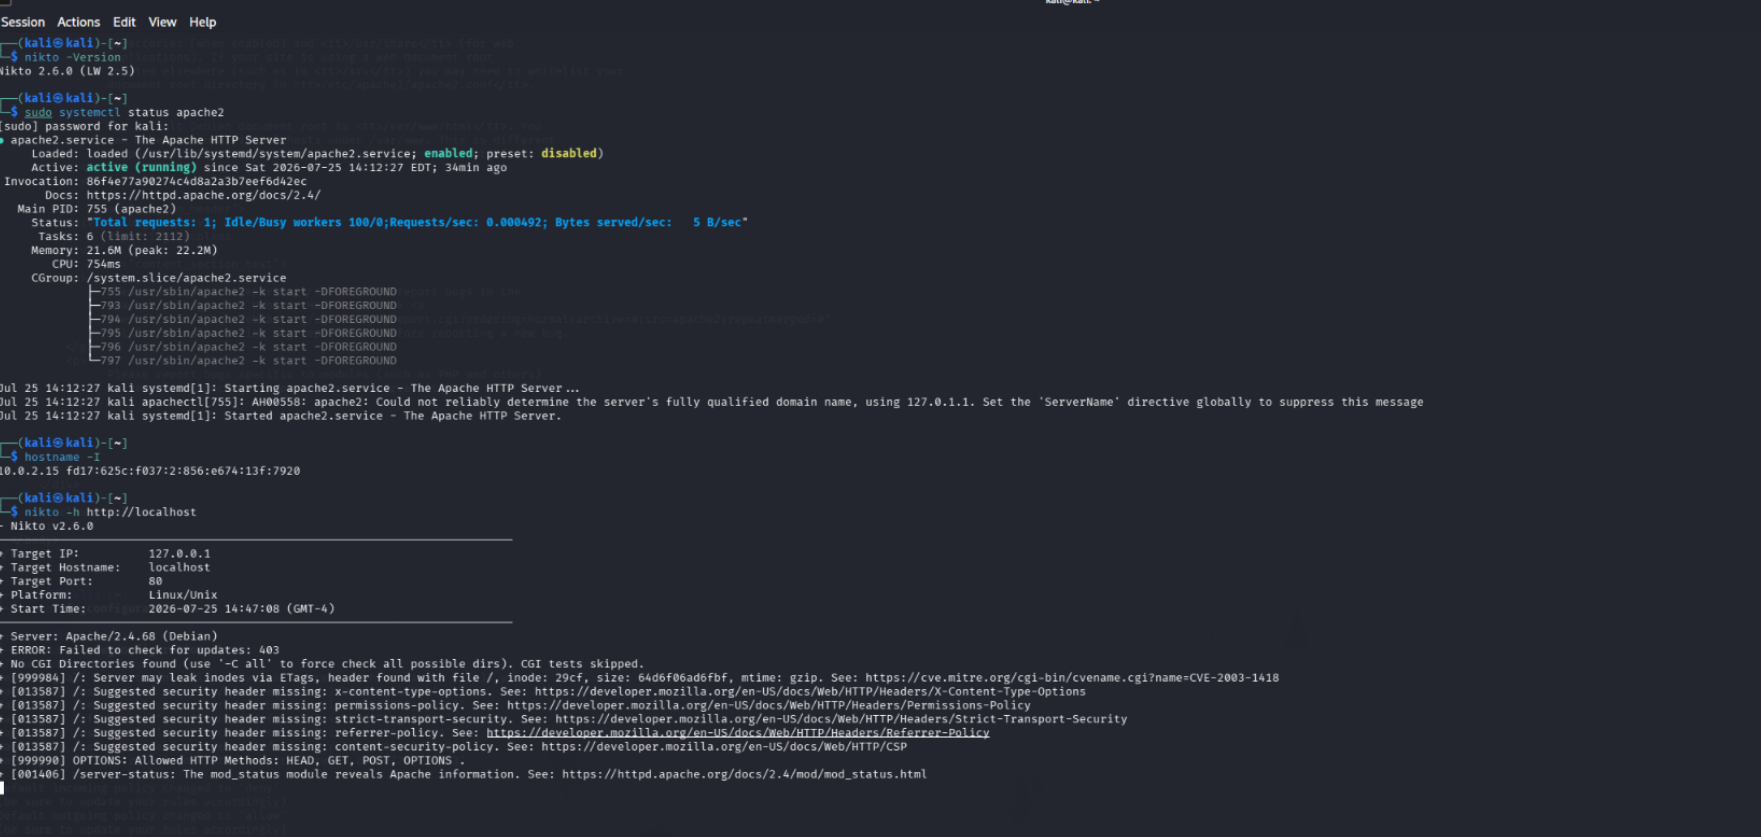 kali@kali: ~
Session Actions Edit View Help
┌──(kali㉿kali)-[~]
└─$ nikto -Version
Nikto 2.6.0 (LW 2.5)
┌──(kali㉿kali)-[~]
└─$ sudo systemctl status apache2
[sudo] password for kali:
● apache2.service - The Apache HTTP Server
Loaded: loaded (/usr/lib/systemd/system/apache2.service; enabled; preset: disabled)
Active: active (running) since Sat 2026-07-25 14:12:27 EDT; 34min ago
Invocation: 86f4e77a90274c4d8a2a3b7eef6d42ec
Docs: https://httpd.apache.org/docs/2.4/
Main PID: 755 (apache2)
Status: "Total requests: 1; Idle/Busy workers 100/0;Requests/sec: 0.000492; Bytes served/sec:   5 B/sec"
Tasks: 6 (limit: 2112)
Memory: 21.6M (peak: 22.2M)
CPU: 754ms
CGroup: /system.slice/apache2.service
├─755 /usr/sbin/apache2 -k start -DFOREGROUND
├─793 /usr/sbin/apache2 -k start -DFOREGROUND
├─794 /usr/sbin/apache2 -k start -DFOREGROUND
├─795 /usr/sbin/apache2 -k start -DFOREGROUND
├─796 /usr/sbin/apache2 -k start -DFOREGROUND
└─797 /usr/sbin/apache2 -k start -DFOREGROUND
Jul 25 14:12:27 kali systemd[1]: Starting apache2.service - The Apache HTTP Server...
Jul 25 14:12:27 kali apachectl[755]: AH00558: apache2: Could not reliably determine the server's fully qualified domain name, using 127.0.1.1. Set the 'ServerName' directive globally to suppress this message
Jul 25 14:12:27 kali systemd[1]: Started apache2.service - The Apache HTTP Server.
┌──(kali㉿kali)-[~]
└─$ hostname -I
10.0.2.15 fd17:625c:f037:2:856:e674:13f:7920
┌──(kali㉿kali)-[~]
└─$ nikto -h http://localhost
- Nikto v2.6.0
+ Target IP:          127.0.0.1
+ Target Hostname:    localhost
+ Target Port:        80
+ Platform:           Linux/Unix
+ Start Time:         2026-07-25 14:47:08 (GMT-4)
+ Server: Apache/2.4.68 (Debian)
+ ERROR: Failed to check for updates: 403
+ No CGI Directories found (use '-C all' to force check all possible dirs). CGI tests skipped.
+ [999984] /: Server may leak inodes via ETags, header found with file /, inode: 29cf, size: 64d6f06ad6fbf, mtime: gzip. See: https://cve.mitre.org/cgi-bin/cvename.cgi?name=CVE-2003-1418
+ [013587] /: Suggested security header missing: x-content-type-options. See: https://developer.mozilla.org/en-US/docs/Web/HTTP/Headers/X-Content-Type-Options
+ [013587] /: Suggested security header missing: permissions-policy. See: https://developer.mozilla.org/en-US/docs/Web/HTTP/Headers/Permissions-Policy
+ [013587] /: Suggested security header missing: strict-transport-security. See: https://developer.mozilla.org/en-US/docs/Web/HTTP/Headers/Strict-Transport-Security
+ [013587] /: Suggested security header missing: referrer-policy. See: https://developer.mozilla.org/en-US/docs/Web/HTTP/Headers/Referrer-Policy
+ [013587] /: Suggested security header missing: content-security-policy. See: https://developer.mozilla.org/en-US/docs/Web/HTTP/CSP
+ [999990] OPTIONS: Allowed HTTP Methods: HEAD, GET, POST, OPTIONS .
+ [001406] /server-status: The mod_status module reveals Apache information. See: https://httpd.apache.org/docs/2.4/mod/mod_status.html